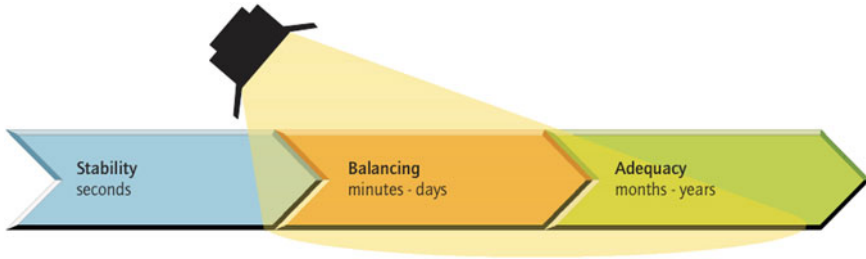 Stability
seconds
Balancing
minutes - days
Adequacy
months - years